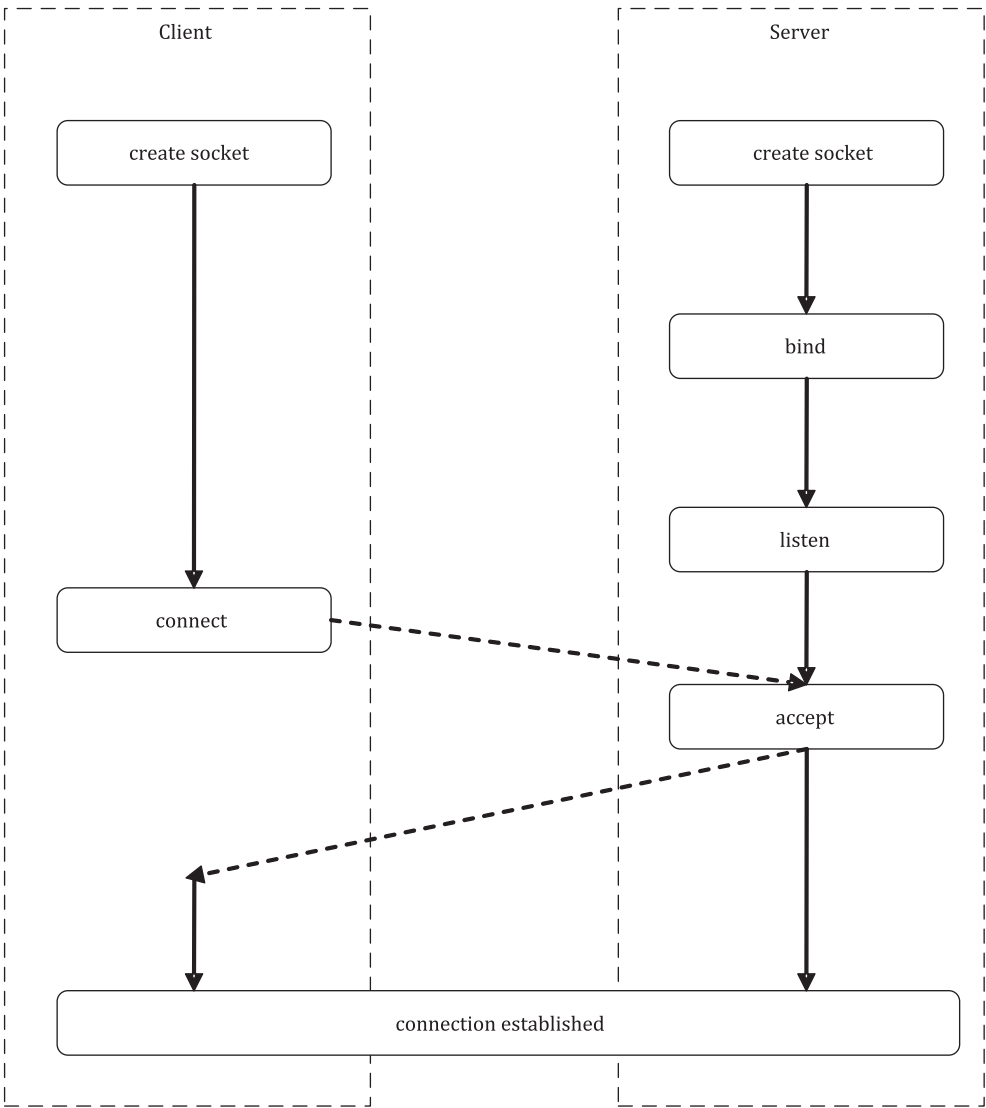 Client
Server
create socket
create socket
bind
listen
connect
accept
connection established